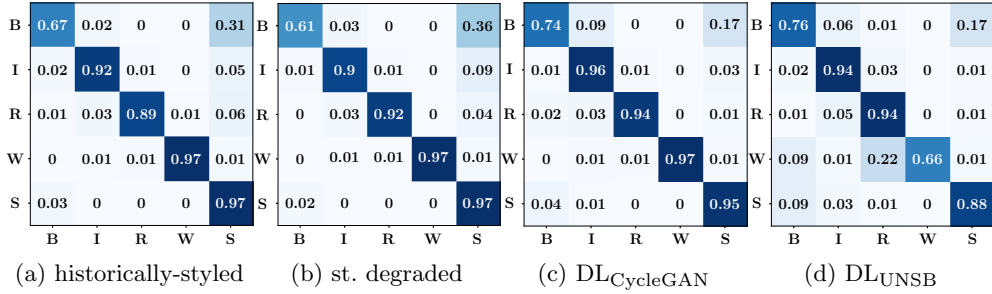 B 0.67 0.02 0 0 0.31 B 0.61 0.03 0 0 0.36 B 0.74 0.09 0 0 0.17 B 0.76 0.06 0.01 0 0.17
I 0.02 0.92 0.01 0 0.05 I 0.01 0.9 0.01 0 0.09 I 0.01 0.96 0 0 0.03 I 0.02 0.94 0.03 0 0.01
R 0.01 0.03 0.89 0.01 0.06 R 0 0.03 0.92 0 0.04 R 0.02 0.03 0.94 0 0.01 R 0.01 0.05 0.94 0 0.01
W 0 0.01 0.01 0.97 0.01 W 0 0.01 0.01 0.97 0.01 W 0 0.01 0.01 0.97 0.01 W 0.09 0.01 0.22 0.66 0.01
S 0.03 0 0 0 0.97 S 0.02 0 0 0 0.97 S 0.04 0.01 0 0 0.95 S 0.09 0.03 0.01 0 0.88
B I R W S B I R W S B I R W S B I R W S
(a) historically-styled (b) st. degraded (c) DL_CycleGAN (d) DL_UNSB